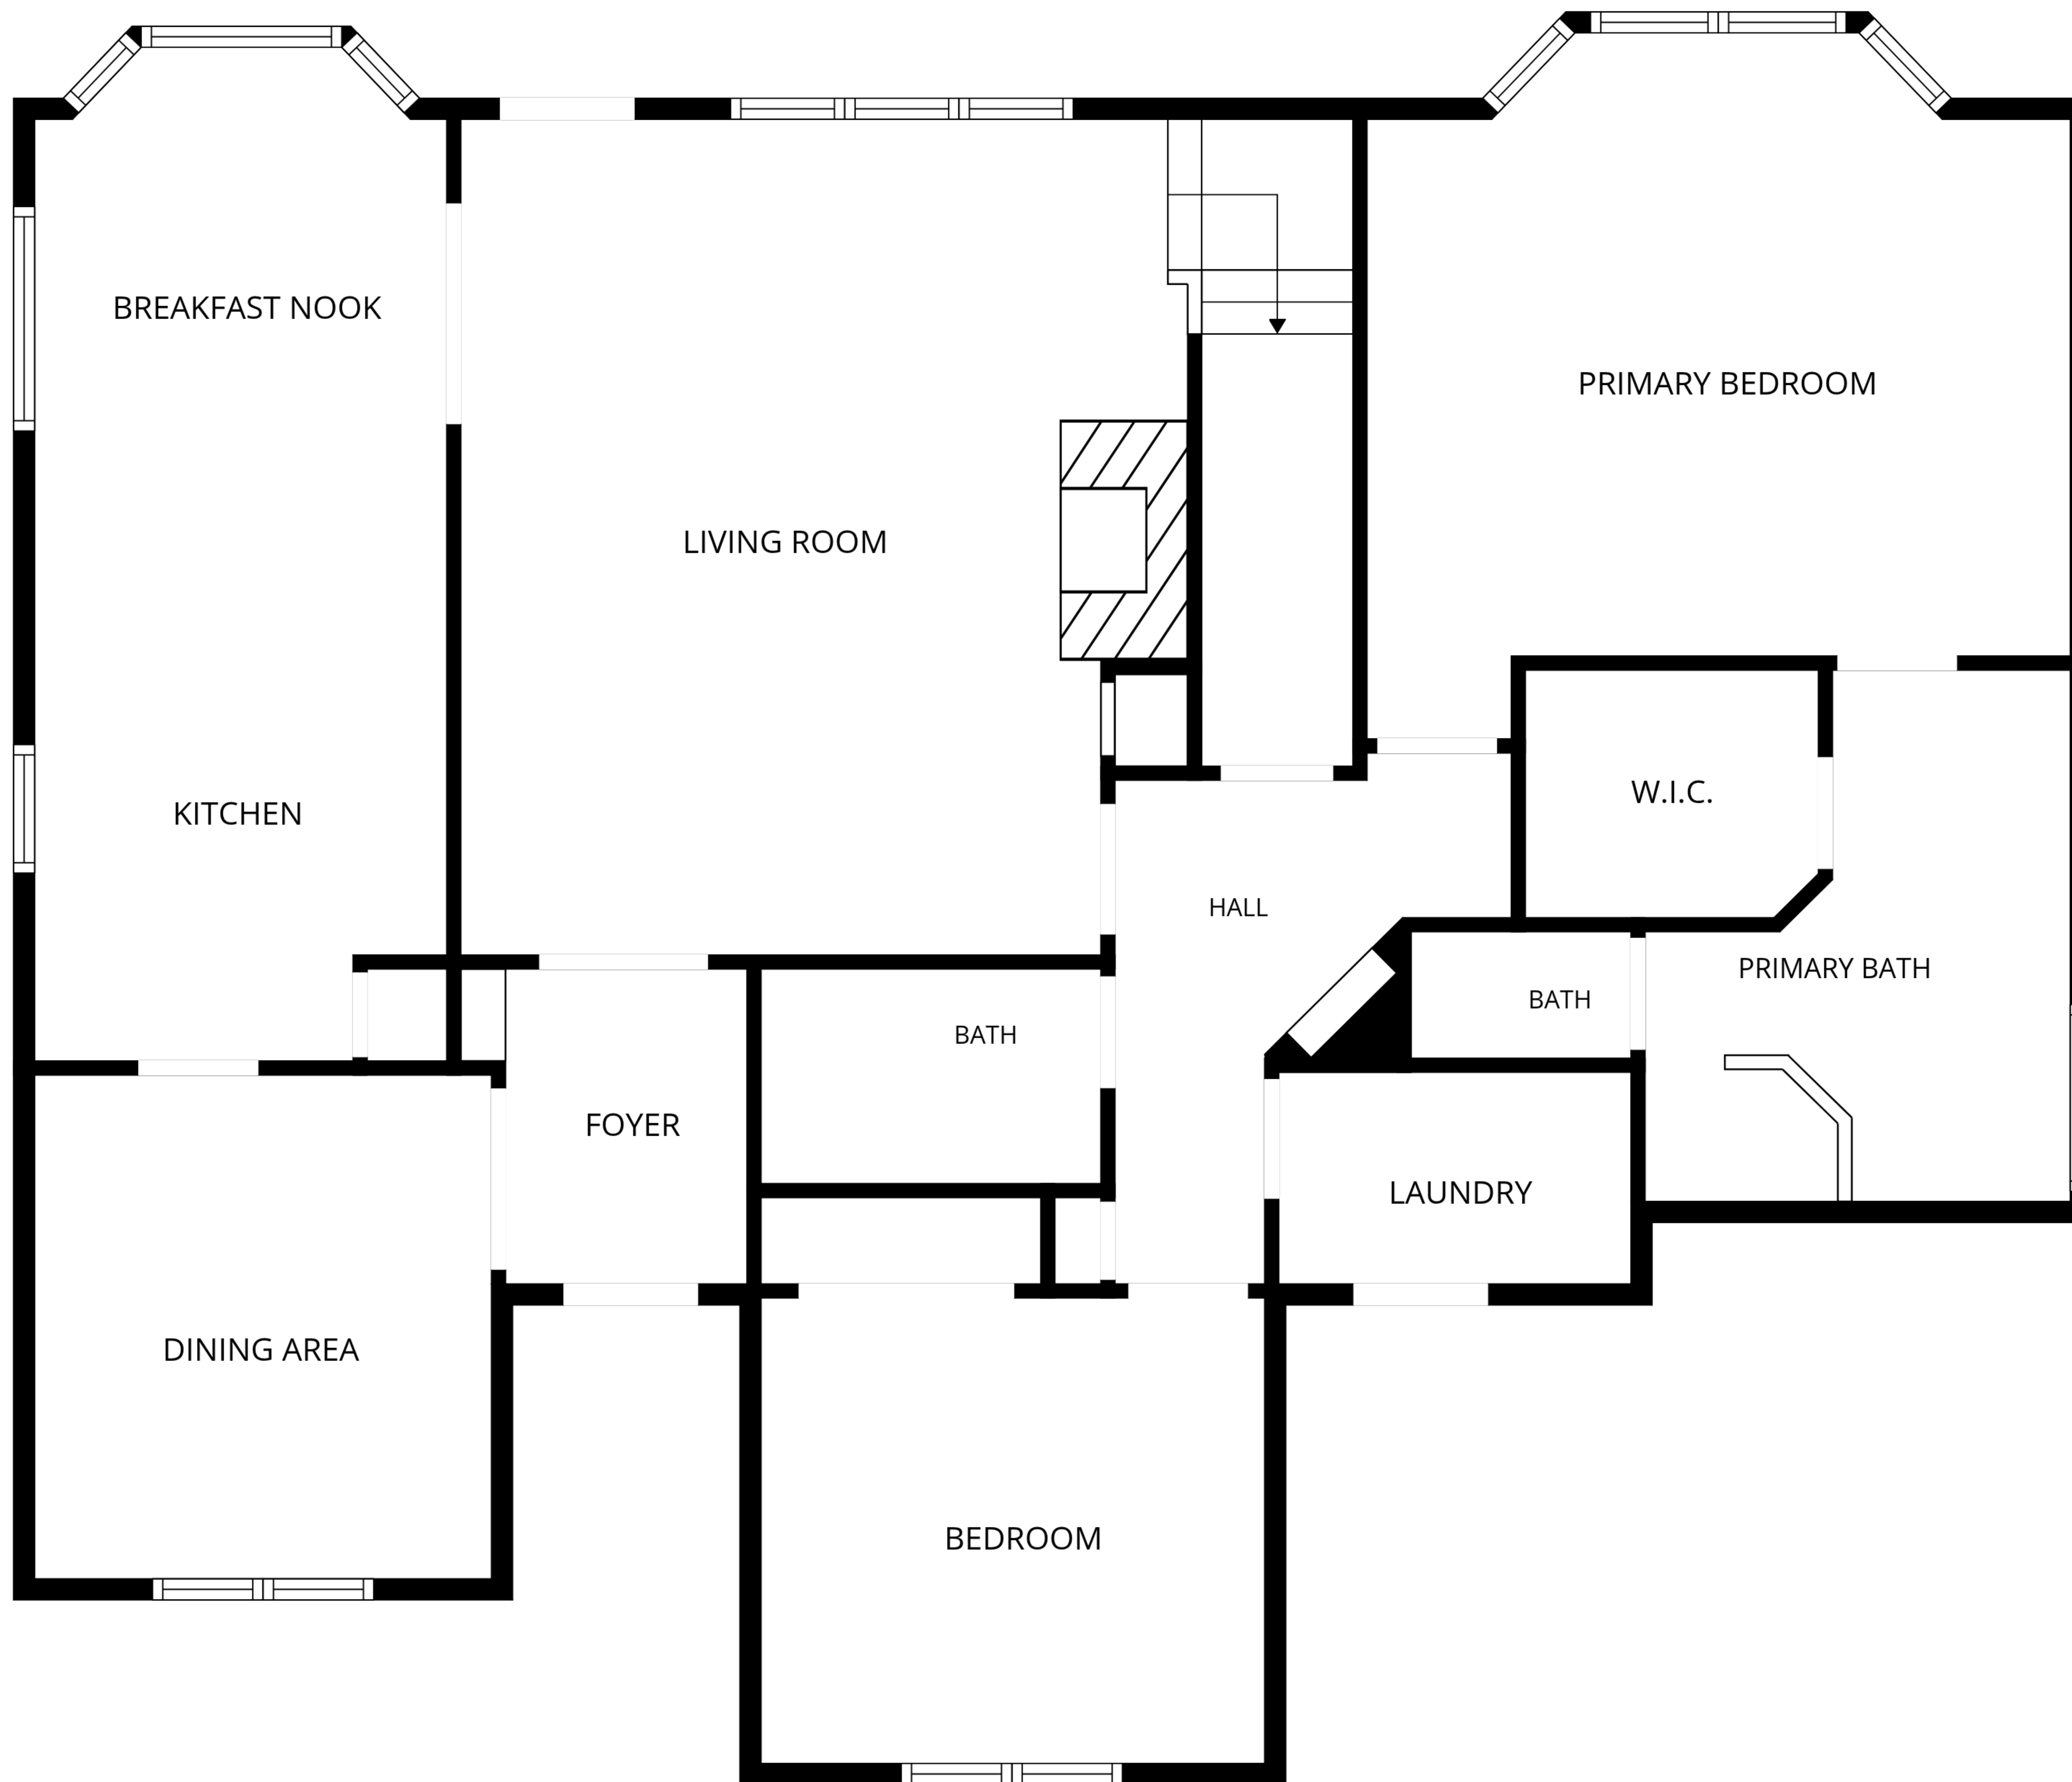 BREAKFAST NOOK
PRIMARY BEDROOM
LIVING ROOM
W.I.C.
KITCHEN
HALL
PRIMARY BATH
BATH
BATH
FOYER
LAUNDRY
DINING AREA
BEDROOM